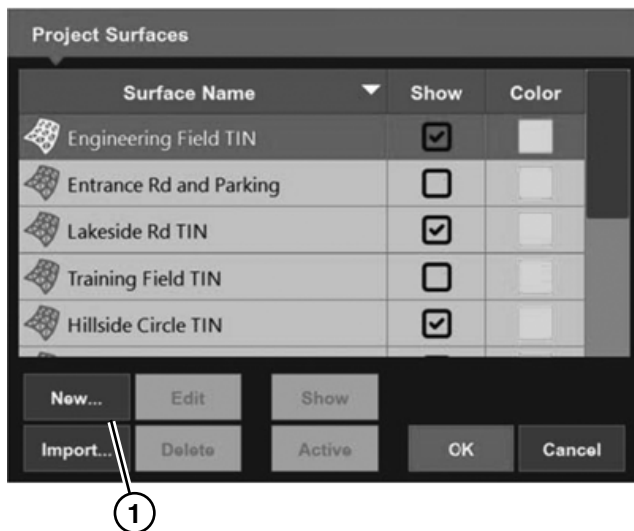 Project Surfaces
Surface Name Show Color
Engineering Field TIN
Entrance Rd and Parking
Lakeside Rd TIN
Training Field TIN
Hillside Circle TIN
New... Edit Show
Import... Delete Active OK Cancel
1